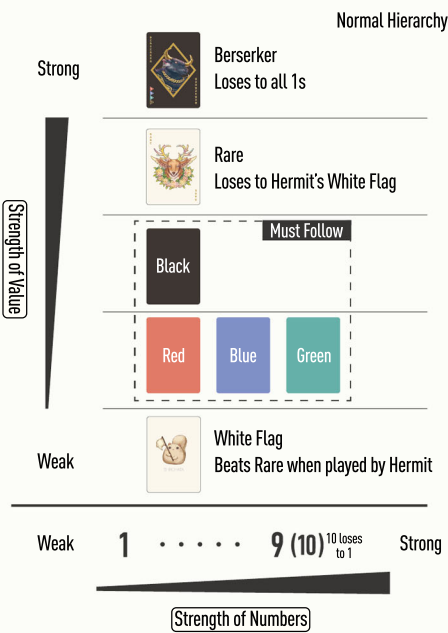 Normal Hierarchy
Strong
Berserker
Loses to all 1s
Rare
Loses to Hermit's White Flag
Strength of Value
Must Follow
Black
Red Blue Green
Weak
White Flag
Beats Rare when played by Hermit
Weak 1 · · · · · 9 (10) 10 loses to 1 Strong
Strength of Numbers